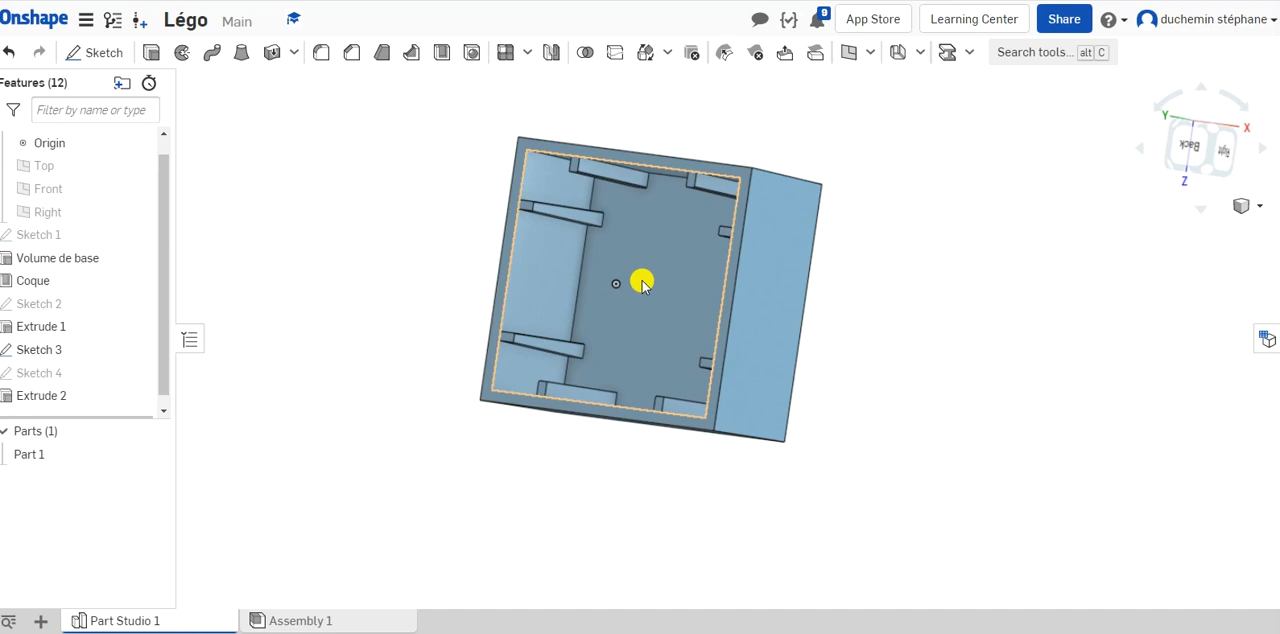 Onshape Légo Main 9 App Store Learning Center Share duchemin stéphane
Sketch Search tools... alt C
Features (12)
Filter by name or type
Origin
Top
Front
Right
Sketch 1
Volume de base
Coque
Sketch 2
Extrude 1
Sketch 3
Sketch 4
Extrude 2
Parts (1)
Part 1
Y X
Back Right
Z
Part Studio 1 Assembly 1